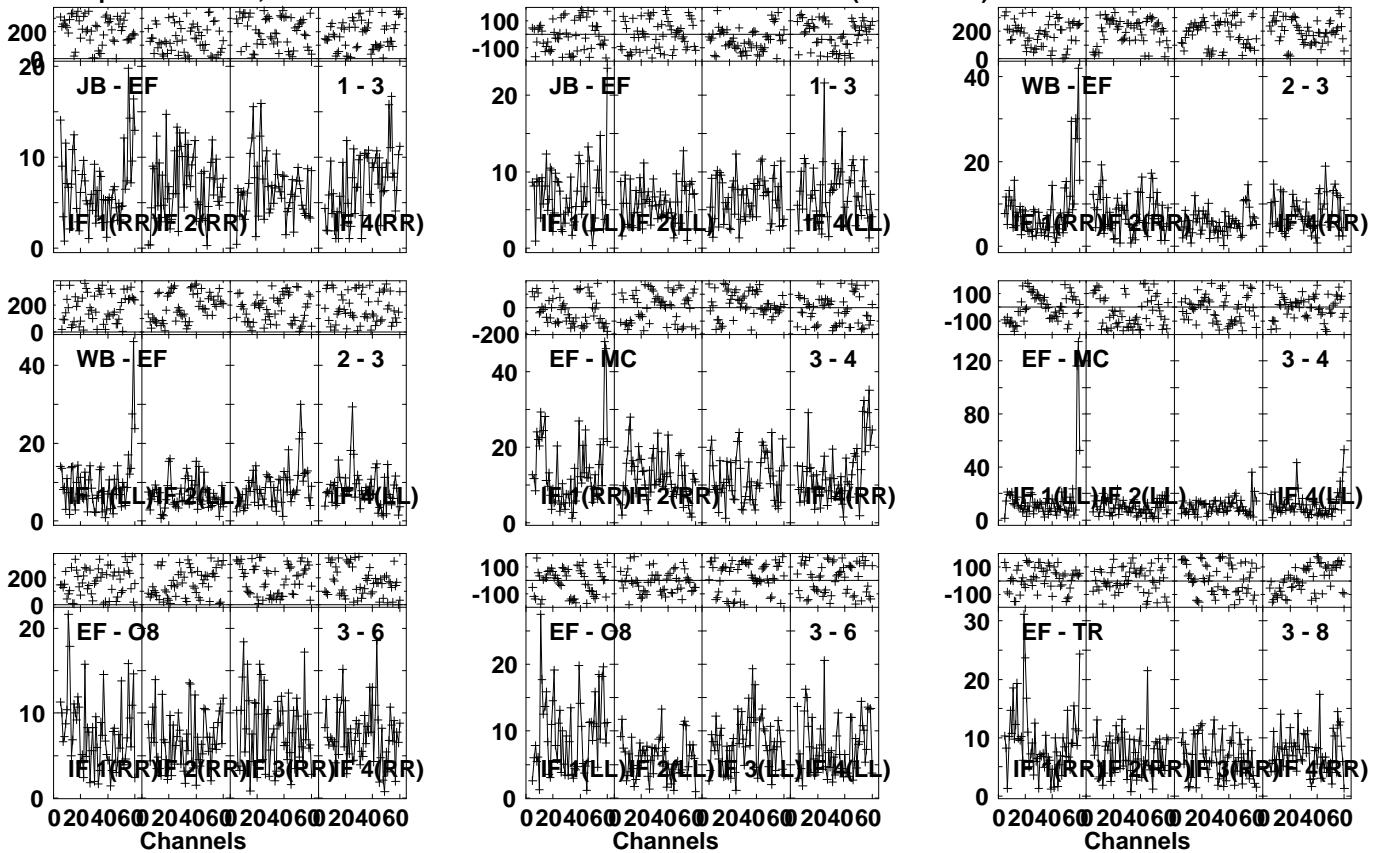 200 100 200
0 -100 0
JB - EF 1 - 3 JB - EF 1 - 3 WB - EF 2 - 3
20 20 40
10 10 20
IF 1(RR) IF 2(RR) IF 4(RR) IF 1(LL) IF 2(LL) IF 4(LL) IF 1(RR) IF 2(RR) IF 4(RR)
0 0 0
200 0 100
0 -200 -100
WB - EF 2 - 3 EF - MC 3 - 4 EF - MC 3 - 4
40 40 120
80
20 20 40
IF 1(LL) IF 2(LL) IF 4(LL) IF 1(RR) IF 2(RR) IF 4(RR) IF 1(LL) IF 2(LL) IF 4(LL)
0 0 0
200 100 100
0 -100 -100
EF - O8 3 - 6 EF - O8 3 - 6 EF - TR 3 - 8
20 20 30
20
10 10 10
IF 1(RR) IF 2(RR) IF 3(RR) IF 4(RR) IF 1(LL) IF 2(LL) IF 3(LL) IF 4(LL) IF 1(RR) IF 2(RR) IF 3(RR) IF 4(RR)
0 0 0
0 20 40 60 0 20 40 60 0 20 40 60 0 20 40 60 0 20 40 60 0 20 40 60 0 20 40 60 0 20 40 60 0 20 40 60 0 20 40 60 0 20 40 60 0 20 40 60
Channels Channels Channels